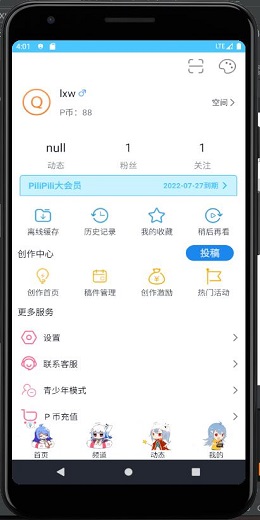 4:01
LTE
lxw
P币：88
空间
null
1
1
动态
粉丝
关注
PiliPili大会员
2022-07-27到期
离线缓存
历史记录
我的收藏
稍后再看
创作中心
投稿
创作首页
稿件管理
创作激励
热门活动
更多服务
设置
联系客服
青少年模式
P 币充值
首页
频道
动态
我的